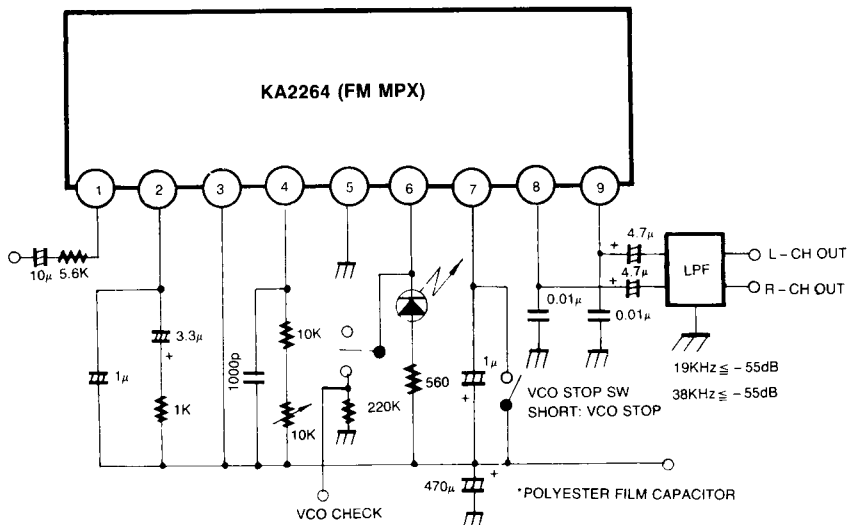 KA2264 (FM MPX)
1 2 3 4 5 6 7 8 9
10μ 5.6K
1μ
3.3μ
+
1K
1000p
10K
10K
220K
560
1μ
+
0.01μ
0.01μ
+ 4.7μ
+ 4.7μ
LPF
L-CH OUT
R-CH OUT
19KHz ≦ -55dB
38KHz ≦ -55dB
VCO STOP SW
SHORT: VCO STOP
470μ
+
*POLYESTER FILM CAPACITOR
VCO CHECK